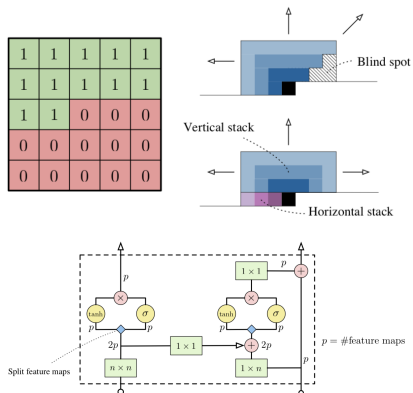 1 1 1 1 1
1 1 1 1 1
1 1 0 0 0
0 0 0 0 0
0 0 0 0 0
Blind spot
Vertical stack
Horizontal stack
p
×
tanh
σ
p
p
2p
n × n
Split feature maps
1 × 1
p
+
1 × 1
×
tanh
σ
p
p
+
2p
1 × n
p
p = #feature maps